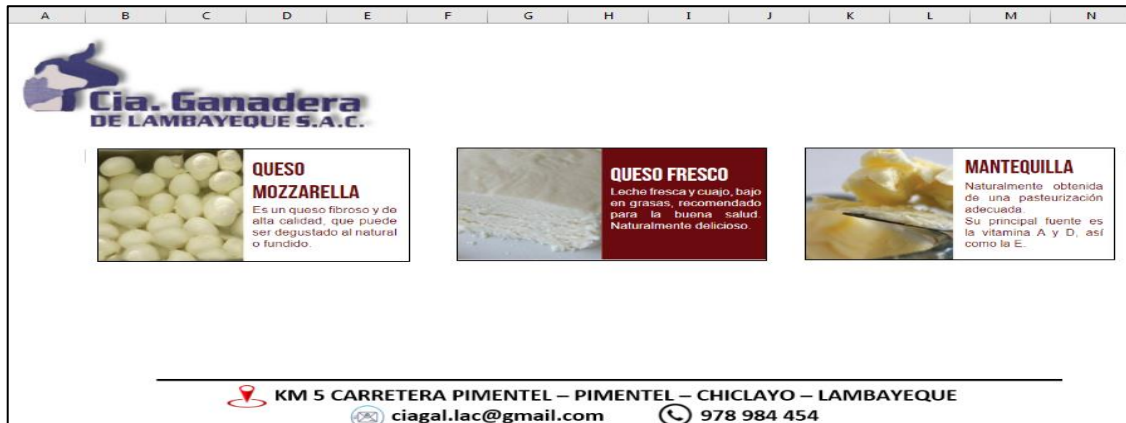 A B C D E F G H I J K L M N
Cia. Ganadera
DE LAMBAYEQUE S.A.C.
QUESO
MOZZARELLA
Es un queso fibroso y de
alta calidad, que puede
ser degustado al natural
o fundido.
QUESO FRESCO
Leche fresca y cuajo, bajo
en grasas, recomendado
para la buena salud.
Naturalmente delicioso.
MANTEQUILLA
Naturalmente obtenida
de una pasteurización
adecuada.
Su principal fuente es
la vitamina A y D, así
como la E.
KM 5 CARRETERA PIMENTEL – PIMENTEL – CHICLAYO – LAMBAYEQUE
ciagal.lac@gmail.com 978 984 454